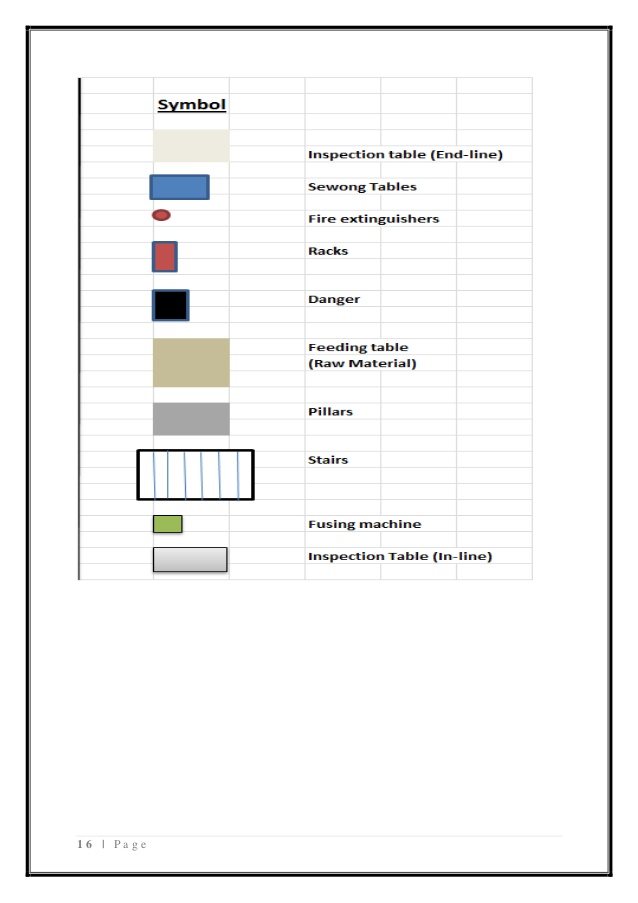 Symbol
Inspection table (End-line)
Sewong Tables
Fire extinguishers
Racks
Danger
Feeding table
(Raw Material)
Pillars
Stairs
Fusing machine
Inspection Table (In-line)
16 | Page